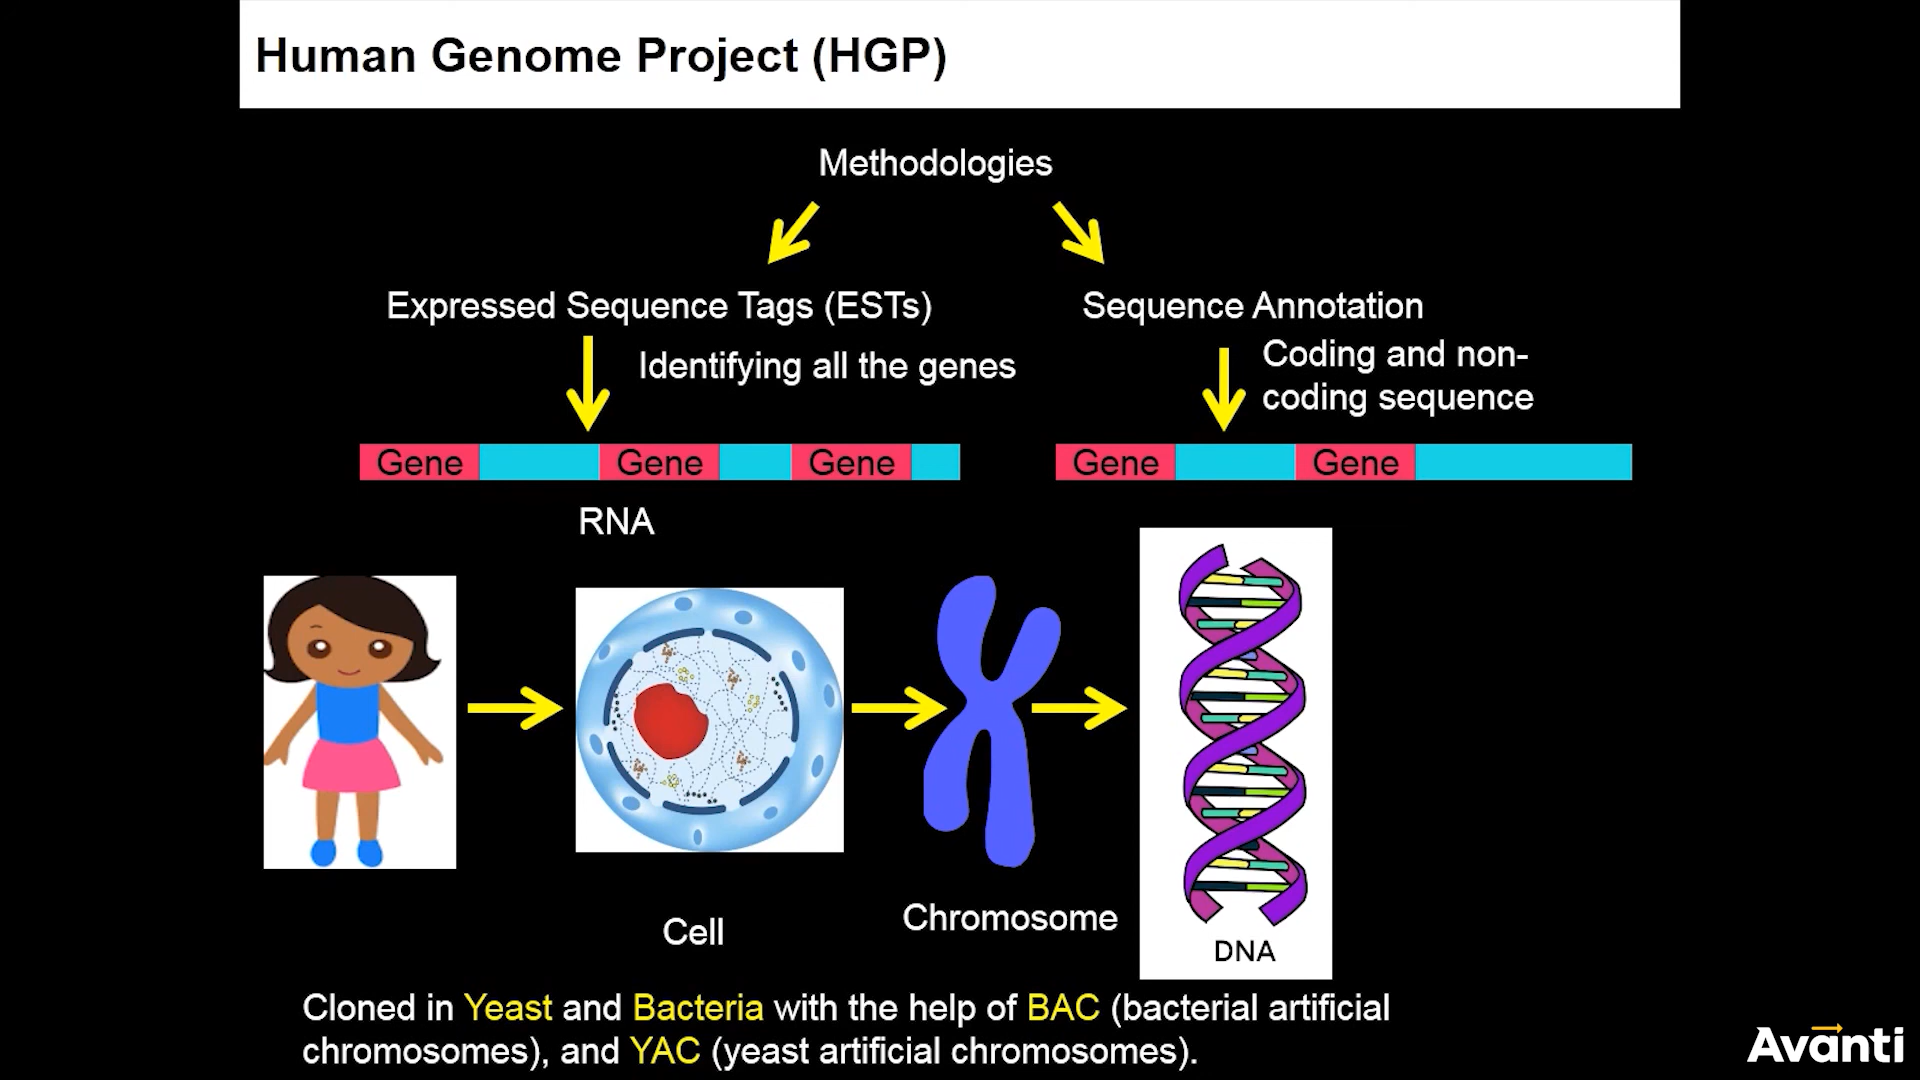 Human Genome Project (HGP)
Methodologies
Expressed Sequence Tags (ESTs)
Sequence Annotation
Identifying all the genes
Coding and non-
coding sequence
Gene Gene Gene
Gene Gene
RNA
Cell
Chromosome
DNA
Cloned in Yeast and Bacteria with the help of BAC (bacterial artificial
chromosomes), and YAC (yeast artificial chromosomes).
Avanti